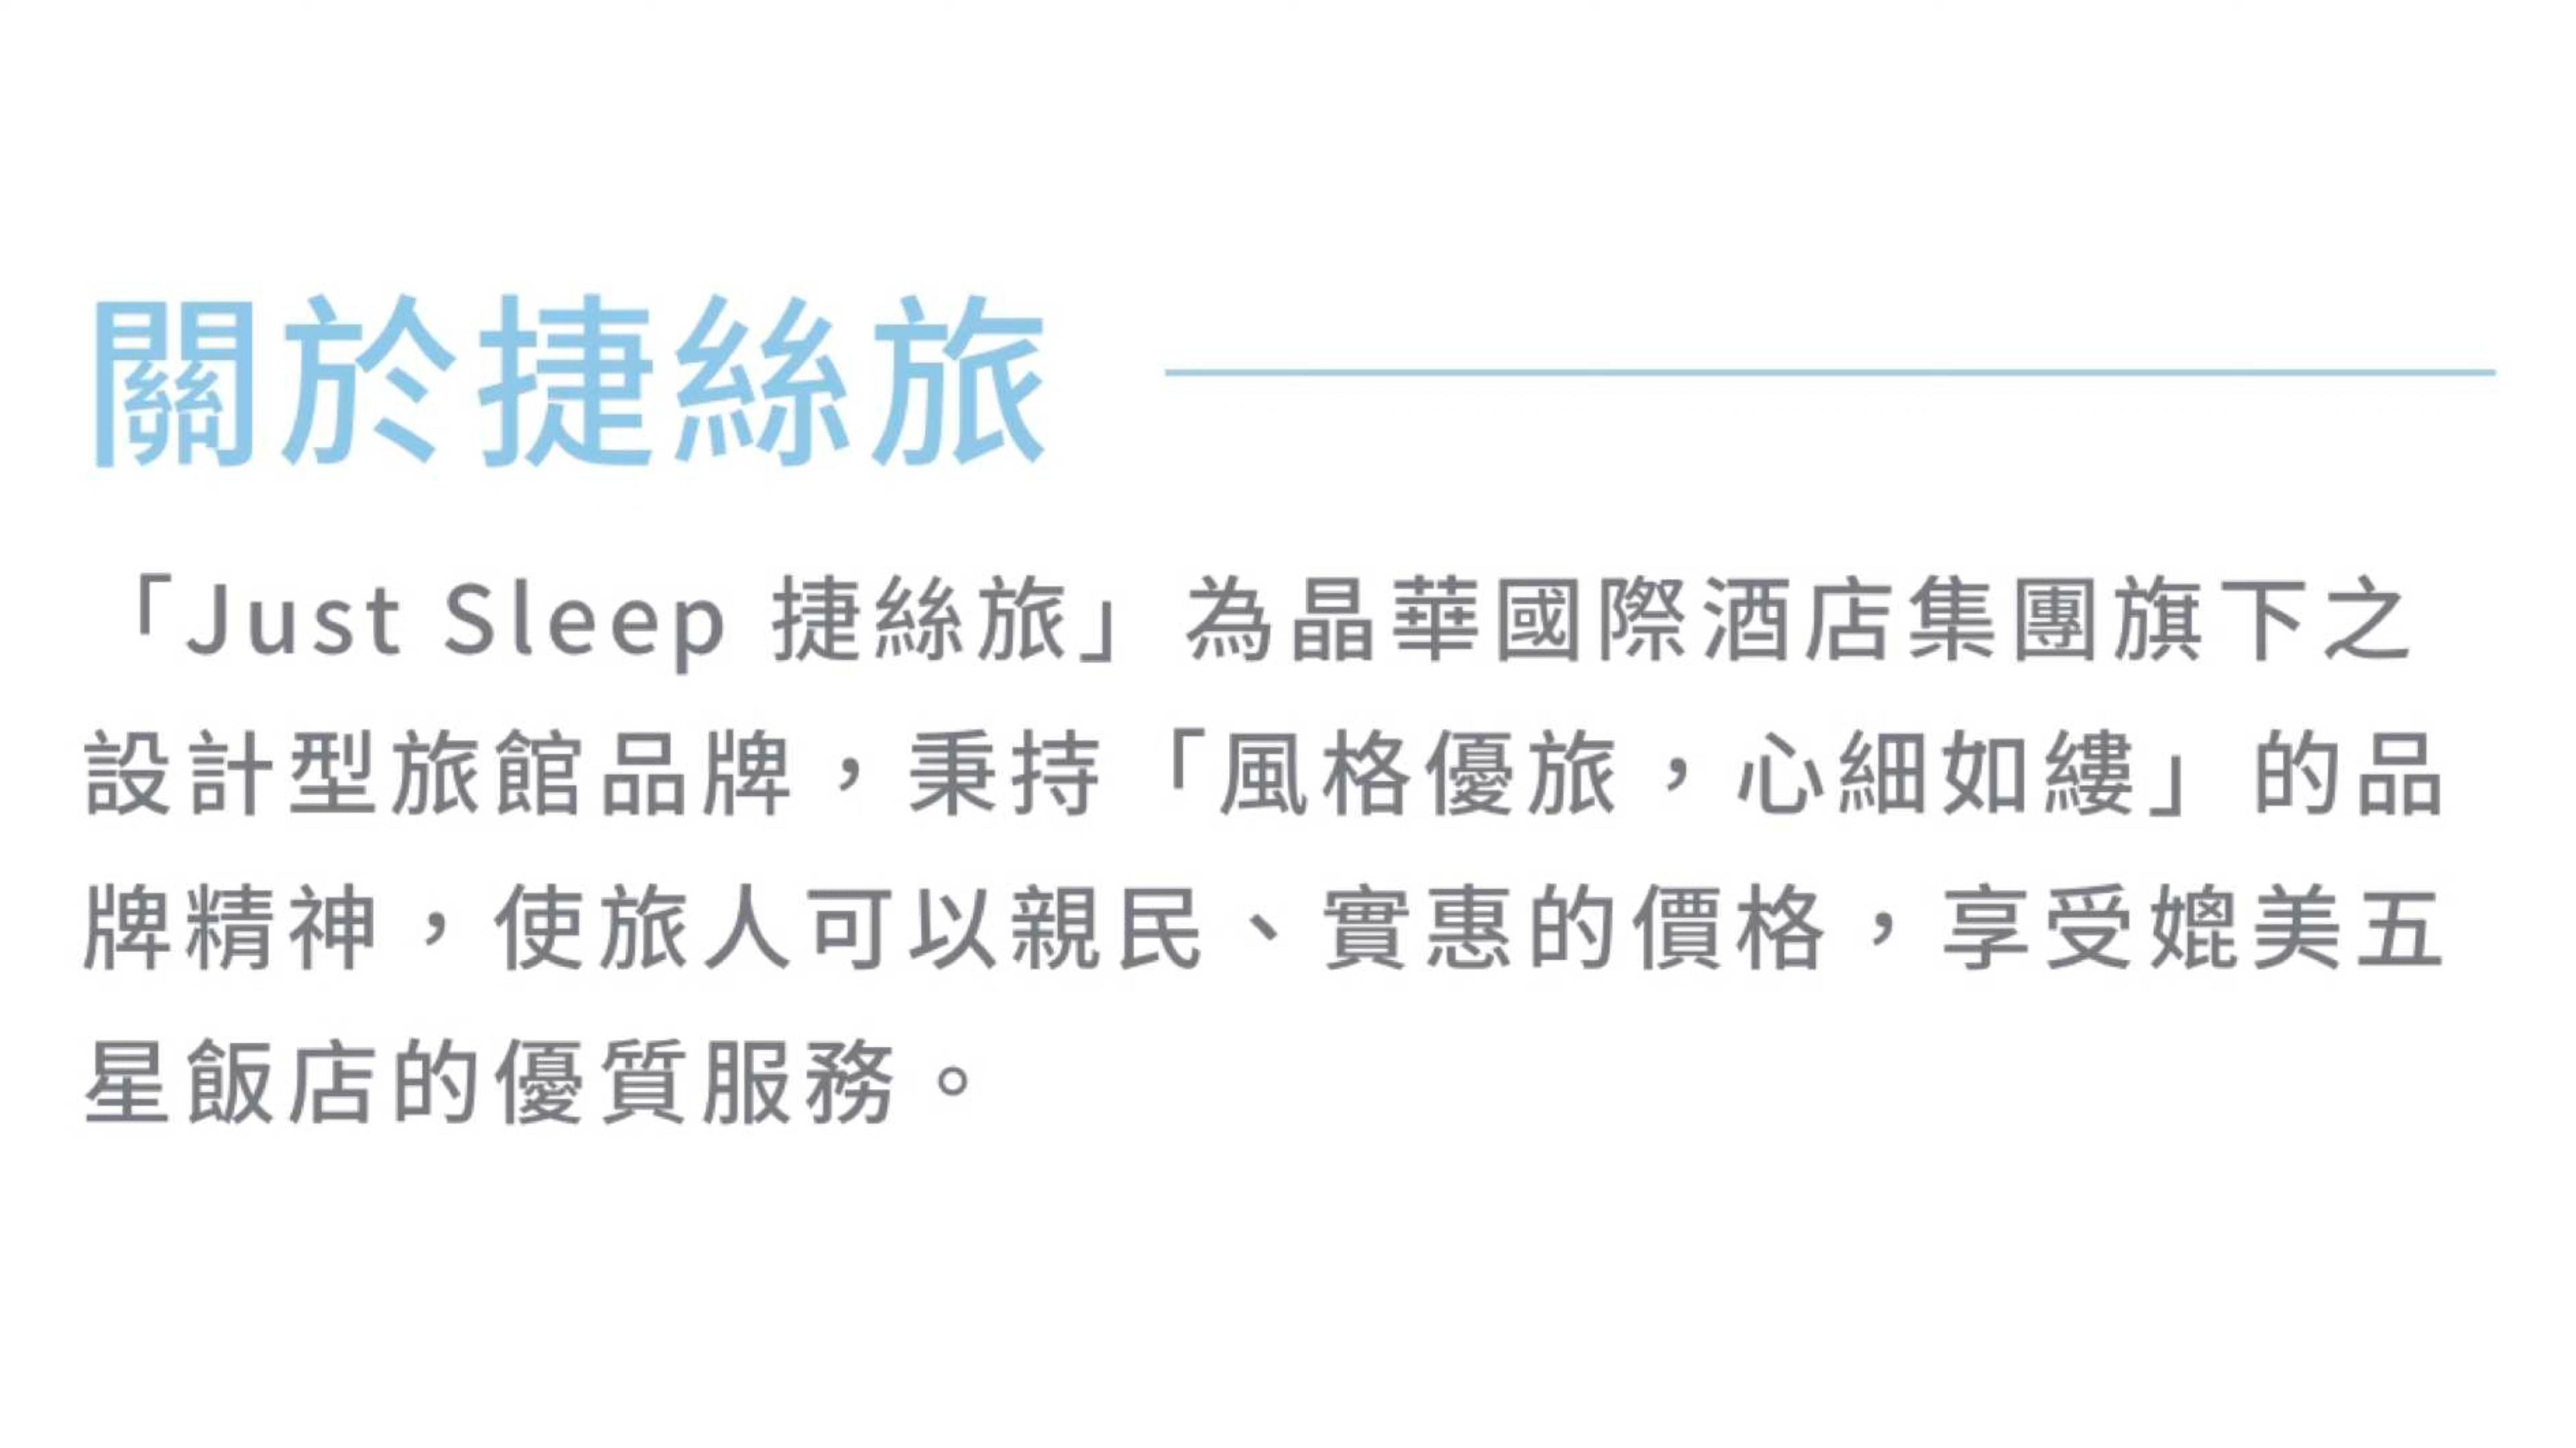 關於捷絲旅
「Just Sleep 捷絲旅」為晶華國際酒店集團旗下之
設計型旅館品牌，秉持「風格優旅，心細如縷」的品
牌精神，使旅人可以親民、實惠的價格，享受媲美五
星飯店的優質服務。